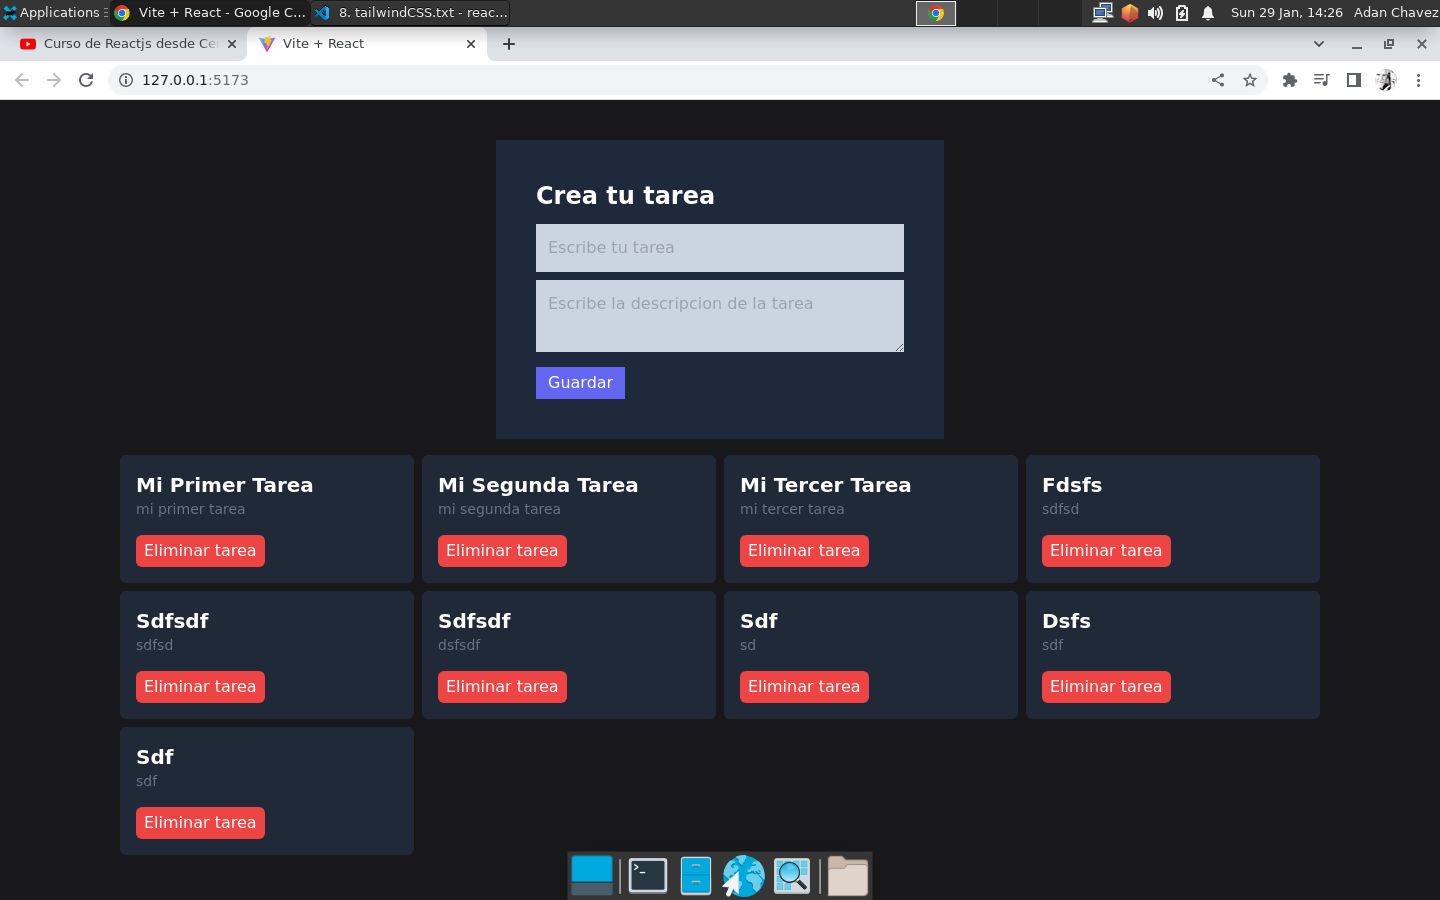 Applications
Vite + React - Google C...
8. tailwindCSS.txt - reac...
Sun 29 Jan, 14:26
Adan Chavez
Curso de Reactjs desde Ce
Vite + React
127.0.0.1:5173
Crea tu tarea
Escribe tu tarea
Escribe la descripcion de la tarea
Guardar
Mi Primer Tarea
mi primer tarea
Eliminar tarea
Mi Segunda Tarea
mi segunda tarea
Eliminar tarea
Mi Tercer Tarea
mi tercer tarea
Eliminar tarea
Fdsfs
sdfsd
Eliminar tarea
Sdfsdf
sdfsd
Eliminar tarea
Sdfsdf
dsfsdf
Eliminar tarea
Sdf
sd
Eliminar tarea
Dsfs
sdf
Eliminar tarea
Sdf
sdf
Eliminar tarea